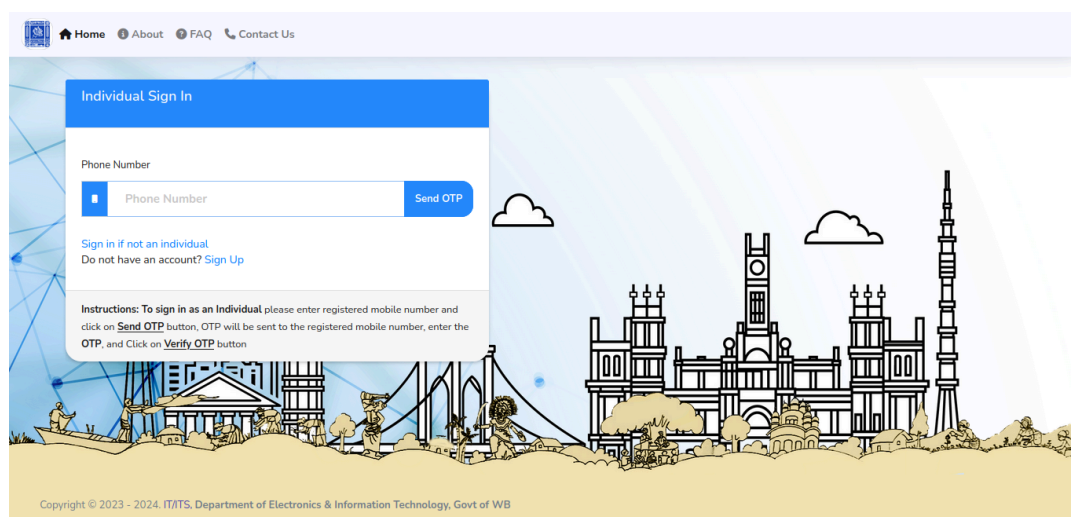 Home About FAQ Contact Us
Individual Sign In
Phone Number
Phone Number Send OTP
Sign in if not an individual
Do not have an account? Sign Up
Instructions: To sign in as an Individual please enter registered mobile number and
click on Send OTP button, OTP will be sent to the registered mobile number, enter the
OTP, and Click on Verify OTP button
Copyright © 2023 - 2024. IT/ITS, Department of Electronics & Information Technology, Govt of WB